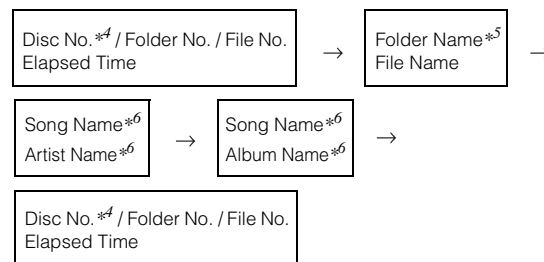 Disc No.*4 / Folder No. / File No.
Elapsed Time
→
Folder Name*5
File Name
→
Song Name*6
Artist Name*6
→
Song Name*6
Album Name*6
→
Disc No.*4 / Folder No. / File No.
Elapsed Time